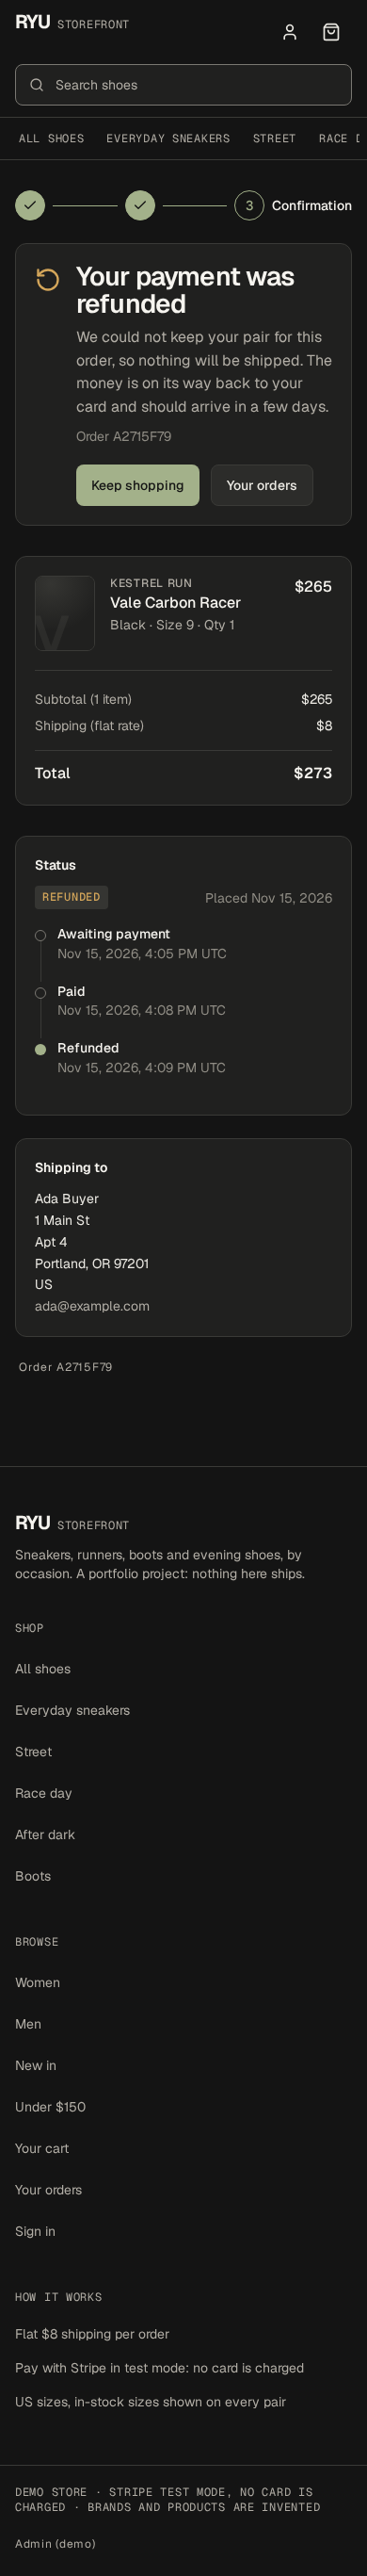 RYU STOREFRONT
Search shoes
ALL SHOES EVERYDAY SNEAKERS STREET RACE D
3 Confirmation
Your payment was
refunded
We could not keep your pair for this
order, so nothing will be shipped. The
money is on its way back to your
card and should arrive in a few days.
Order A2715F79
Keep shopping Your orders
V
KESTREL RUN $265
Vale Carbon Racer
Black · Size 9 · Qty 1
Subtotal (1 item) $265
Shipping (flat rate) $8
Total $273
Status
REFUNDED Placed Nov 15, 2026
Awaiting payment
Nov 15, 2026, 4:05 PM UTC
Paid
Nov 15, 2026, 4:08 PM UTC
Refunded
Nov 15, 2026, 4:09 PM UTC
Shipping to
Ada Buyer
1 Main St
Apt 4
Portland, OR 97201
US
ada@example.com
Order A2715F79
RYU STOREFRONT
Sneakers, runners, boots and evening shoes, by
occasion. A portfolio project: nothing here ships.
SHOP
All shoes
Everyday sneakers
Street
Race day
After dark
Boots
BROWSE
Women
Men
New in
Under $150
Your cart
Your orders
Sign in
HOW IT WORKS
Flat $8 shipping per order
Pay with Stripe in test mode: no card is charged
US sizes, in-stock sizes shown on every pair
DEMO STORE · STRIPE TEST MODE, NO CARD IS
CHARGED · BRANDS AND PRODUCTS ARE INVENTED
Admin (demo)